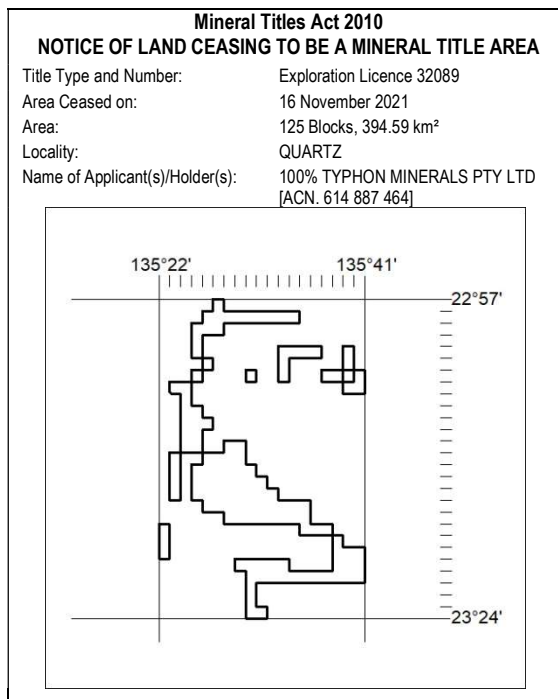 Mineral Titles Act 2010
NOTICE OF LAND CEASING TO BE A MINERAL TITLE AREA
Title Type and Number: Exploration Licence 32089
Area Ceased on: 16 November 2021
Area: 125 Blocks, 394.59 km²
Locality: QUARTZ
Name of Applicant(s)/Holder(s): 100% TYPHON MINERALS PTY LTD
[ACN. 614 887 464]
135°22' 135°41'
22°57'
23°24'